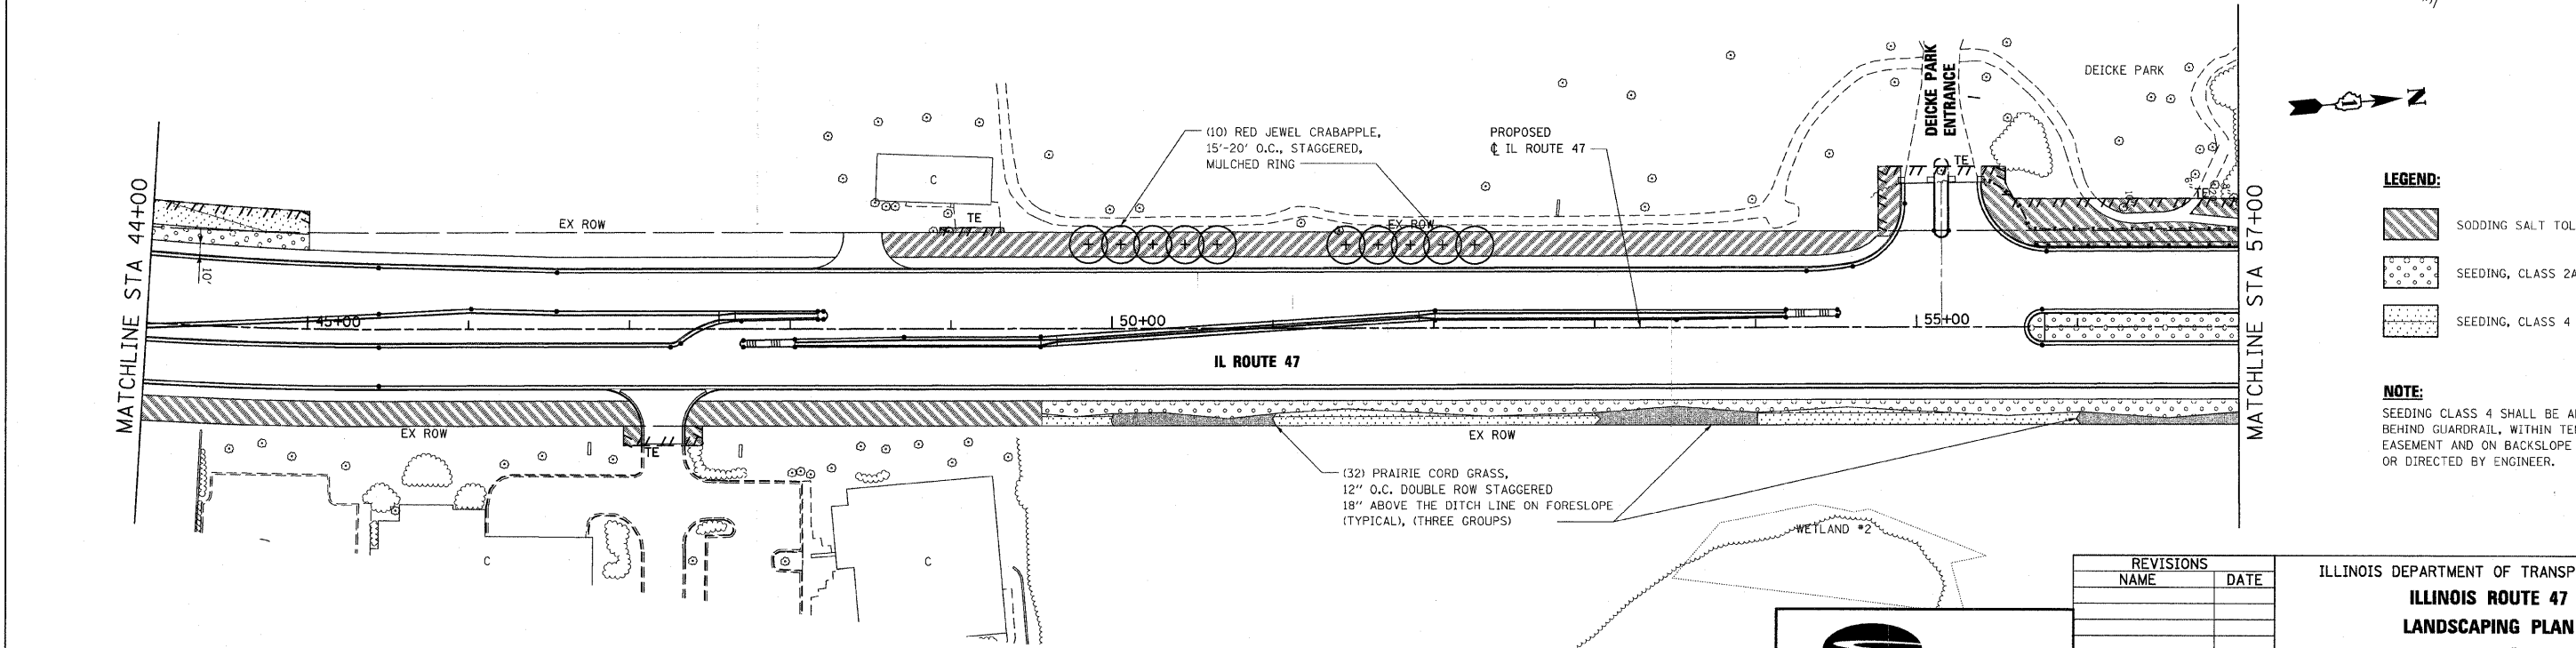 MATCHLINE STA 44+00
10'
EX ROW
C
TE
(10) RED JEWEL CRABAPPLE,
15'-20' O.C., STAGGERED,
MULCHED RING
EX ROW
PROPOSED
℄ IL ROUTE 47
DEICKE PARK
ENTRANCE
TE
DEICKE PARK
TE
45+00
50+00
55+00
IL ROUTE 47
MATCHLINE STA 57+00
EX ROW
TE
C
C
EX ROW
(32) PRAIRIE CORD GRASS,
12" O.C. DOUBLE ROW STAGGERED
18" ABOVE THE DITCH LINE ON FORESLOPE
(TYPICAL), (THREE GROUPS)
WETLAND #2
N
LEGEND:
SODDING SALT TOL
SEEDING, CLASS 2A
SEEDING, CLASS 4
NOTE:
SEEDING CLASS 4 SHALL BE A
BEHIND GUARDRAIL, WITHIN TE
EASEMENT AND ON BACKSLOPE
OR DIRECTED BY ENGINEER.
REVISIONS
NAME DATE
ILLINOIS DEPARTMENT OF TRANSP
ILLINOIS ROUTE 47
LANDSCAPING PLAN